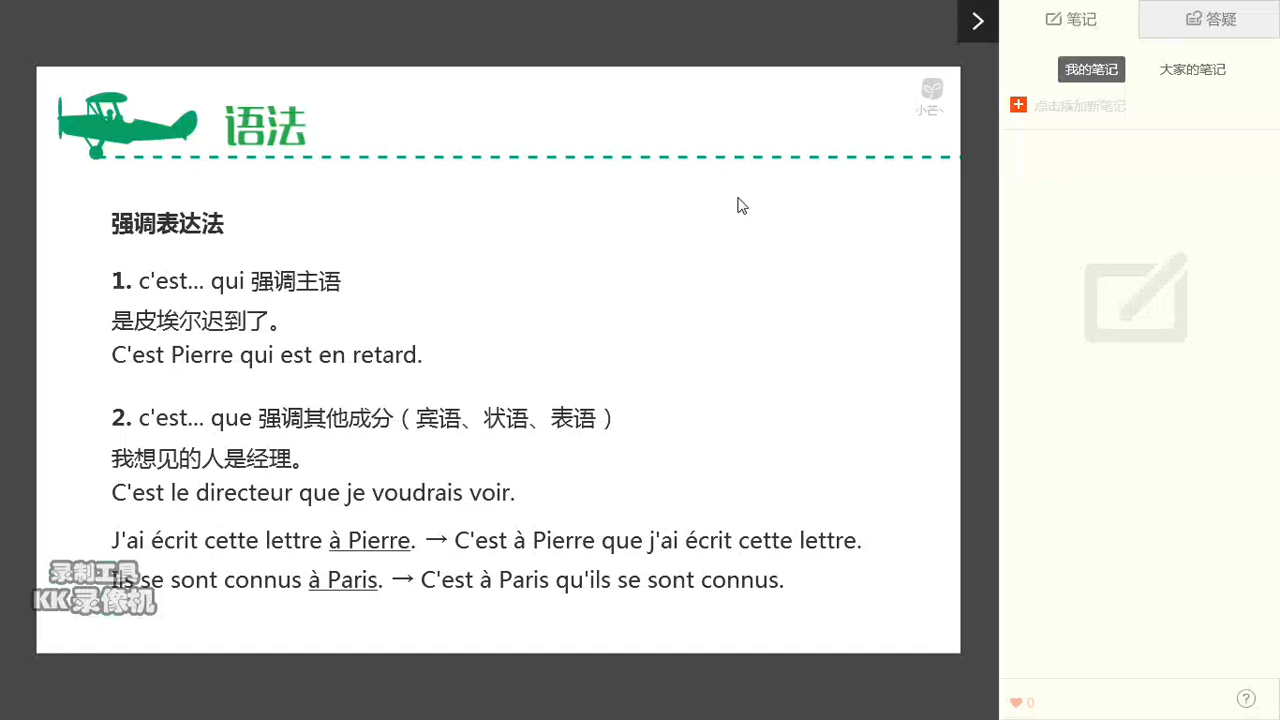 笔记
答疑
我的笔记
大家的笔记
点击添加新笔记
语法
小芒丶
强调表达法
1. c'est... qui 强调主语
是皮埃尔迟到了。
C'est Pierre qui est en retard.
2. c'est... que 强调其他成分（宾语、状语、表语）
我想见的人是经理。
C'est le directeur que je voudrais voir.
J'ai écrit cette lettre à Pierre. → C'est à Pierre que j'ai écrit cette lettre.
Ils se sont connus à Paris. → C'est à Paris qu'ils se sont connus.
录制工具
KK录像机
0